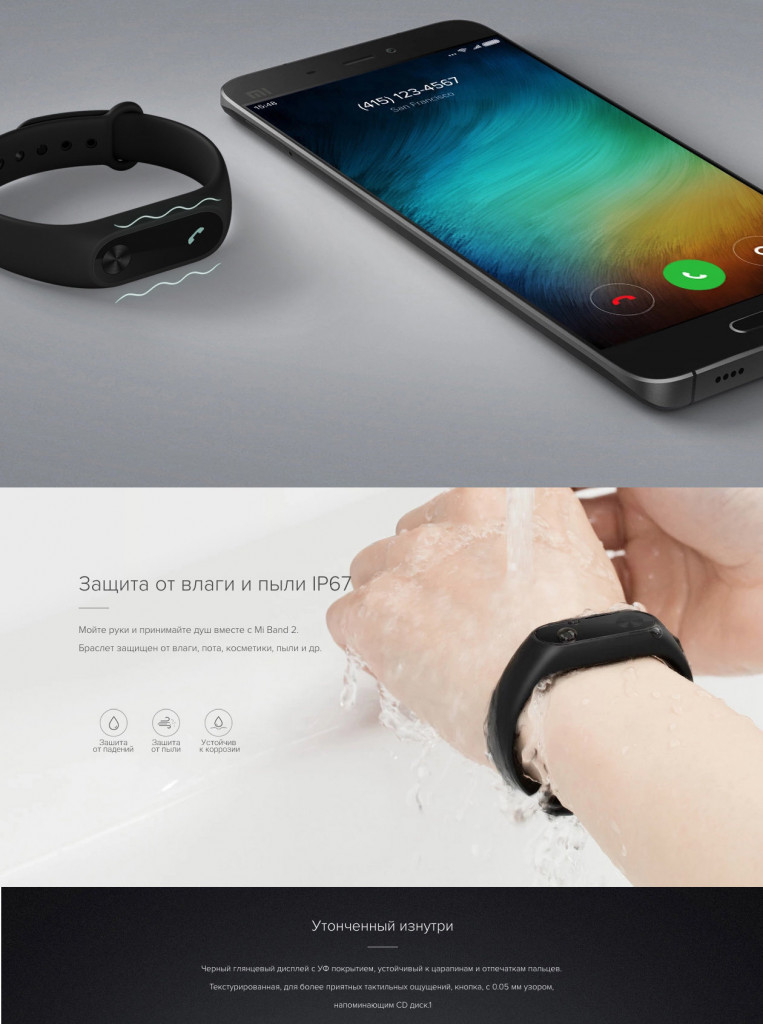 mi
15:48
(415) 123-4567
San Francisco
Защита от влаги и пыли IP67
Мойте руки и принимайте душ вместе с Mi Band 2.
Браслет защищен от влаги, пота, косметики, пыли и др.
Защита
от падений
Защита
от пыли
Устойчив
к коррозии
Утонченный изнутри
Черный глянцевый дисплей с УФ покрытием, устойчивый к царапинам и отпечаткам пальцев.
Текстурированная, для более приятных тактильных ощущений, кнопка, с 0.05 мм узором,
напоминающим CD диск.1